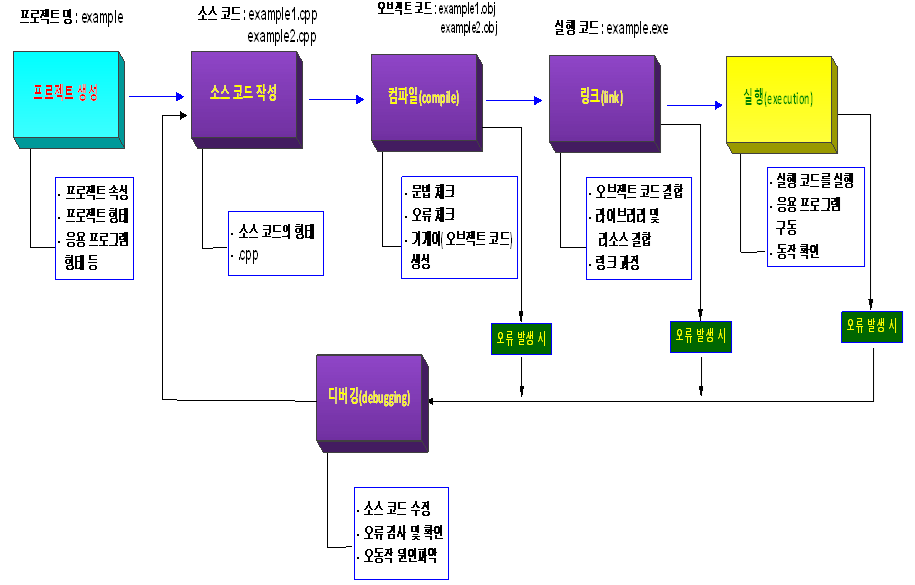 프로젝트 명 : example
소스 코드 : example1.cpp
example2.cpp
오브젝트 코드 : example1.obj
example2.obj
실행 코드 : example.exe
프로젝트 생성
소스 코드 작성
컴파일(compile)
링크(link)
실행(execution)
· 프로젝트 속성
· 프로젝트 형태
· 응용 프로그램
형태 등
· 소스 코드의 형태
· .cpp
· 문법 체크
· 오류 체크
· 기계어( 오브젝트 코드)
생성
· 오브젝트 코드 결합
· 라이브러리 및
리소스 결합
· 링크 과정
· 실행 코드를 실행
· 응용 프로그램
구동
· 동작 확인
오류 발생 시
오류 발생 시
오류 발생 시
디버깅(debugging)
· 소스 코드 수정
· 오류 검사 및 확인
· 오동작 원인파악